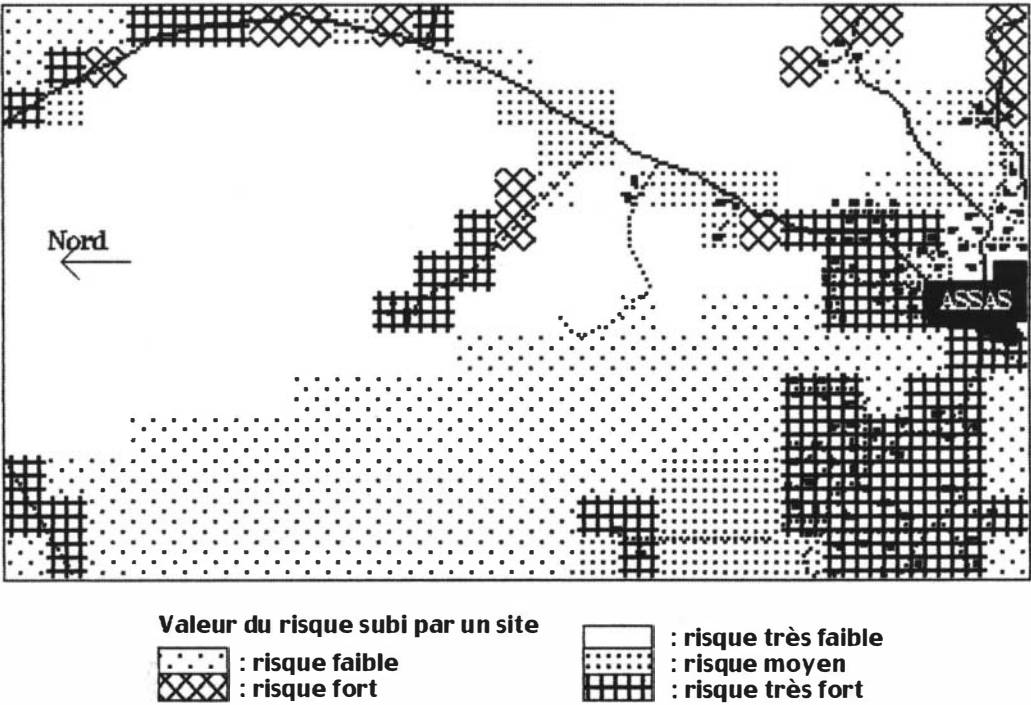 Nord
ASSAS
Valeur du risque subi par un site
: risque faible
: risque fort
: risque très faible
: risque moyen
: risque très fort